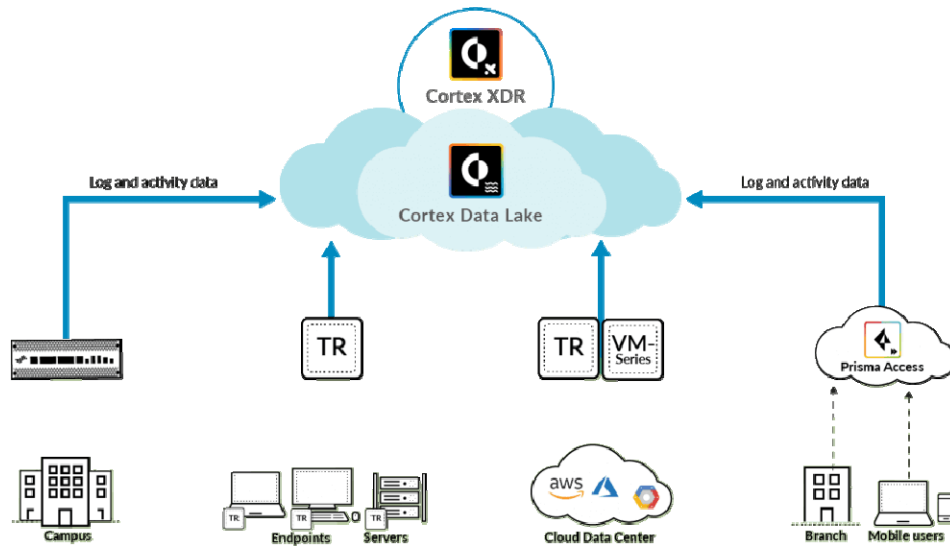 Cortex XDR
Cortex Data Lake
Log and activity data
Log and activity data
TR
TR
VM-
Series
Prisma Access
aws
TR
TR
TR
Campus
Endpoints
Servers
Cloud Data Center
Branch
Mobile users